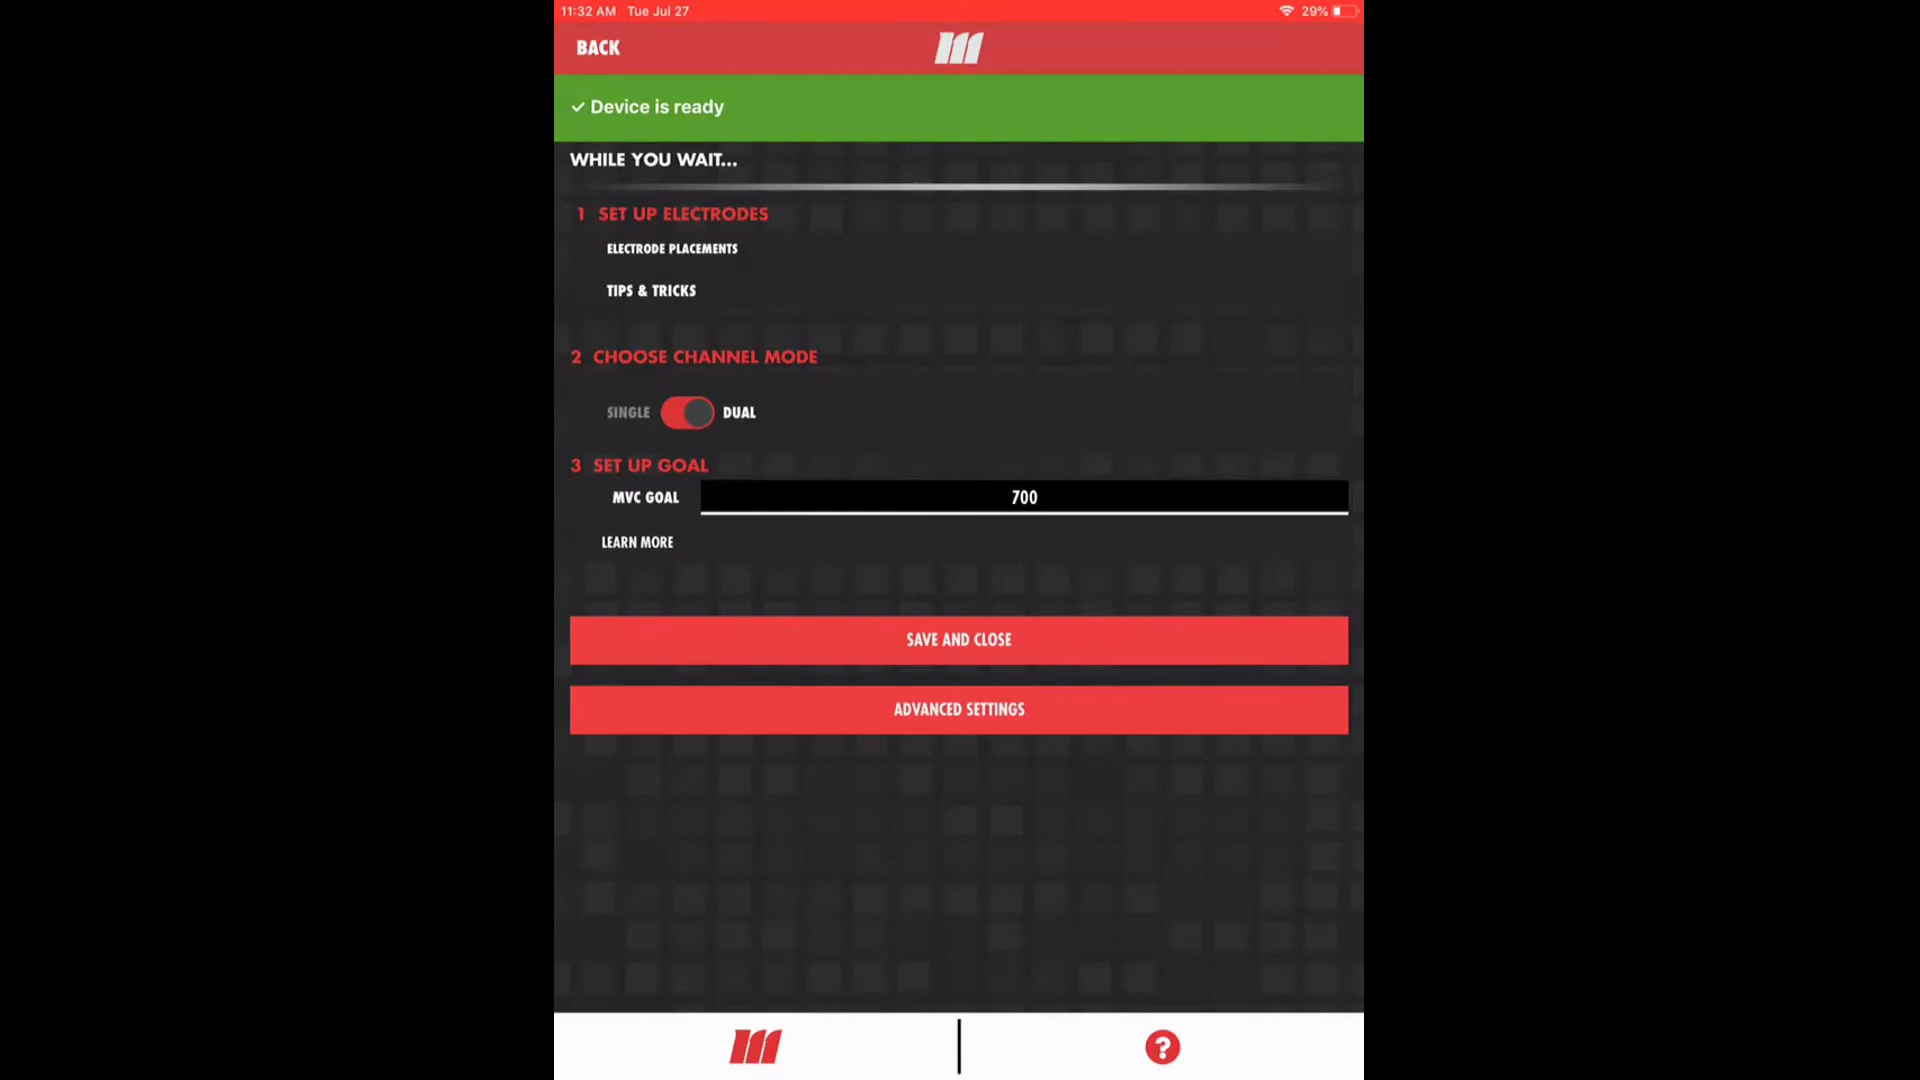 11:32 AM Tue Jul 27 29%
BACK
✓ Device is ready
WHILE YOU WAIT...
1 SET UP ELECTRODES
ELECTRODE PLACEMENTS
TIPS & TRICKS
2 CHOOSE CHANNEL MODE
SINGLE DUAL
3 SET UP GOAL
MVC GOAL 700
LEARN MORE
SAVE AND CLOSE
ADVANCED SETTINGS
?